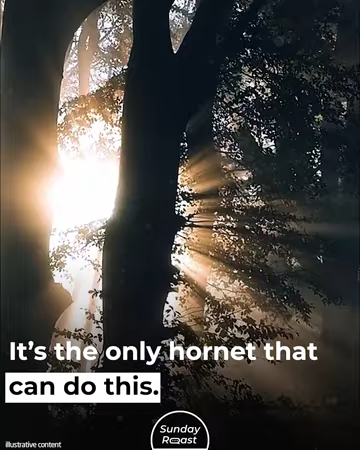 It's the only hornet that
can do this.
Sunday
Roast
illustrative content